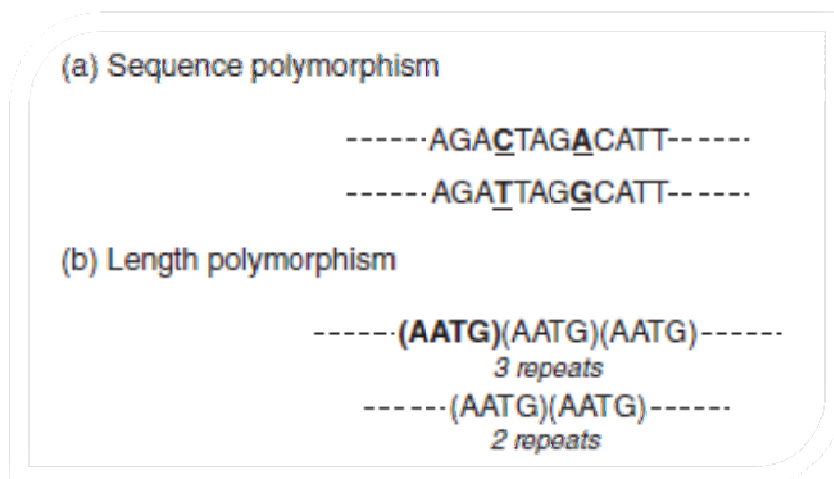 (a) Sequence polymorphism
------AGACTAGACATT------
------AGATTAGGCATT------
(b) Length polymorphism
------(AATG)(AATG)(AATG)------
3 repeats
------(AATG)(AATG)------
2 repeats